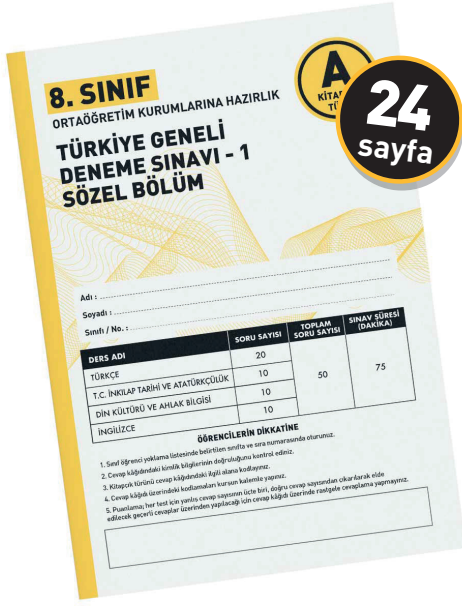 8. SINIF
ORTAÖĞRETİM KURUMLARINA HAZIRLIK
TÜRKİYE GENELİ
DENEME SINAVI - 1
SÖZEL BÖLÜM
A
24
sayfa
Adı :
Soyadı :
Sınıfı / No. :
DERS ADI SORU SAYISI TOPLAM SORU SAYISI SINAV SÜRESİ (DAKİKA)
TÜRKÇE 20
T.C. İNKILAP TARİHİ VE ATATÜRKÇÜLÜK 10 50 75
DİN KÜLTÜRÜ VE AHLAK BİLGİSİ 10
İNGİLİZCE 10
ÖĞRENCİLERİN DİKKATİNE
1. Sınıf öğrenci yoklama listesinde belirtilen sınıfta ve sıra numarasında oturunuz.
2. Cevap kâğıdındaki kimlik bilgilerinin doğruluğunu kontrol ediniz.
3. Kitapçık türünü cevap kâğıdındaki ilgili alana kodlayınız.
4. Cevap kâğıdı üzerindeki kodlamaları kurşun kalemle yapınız.
5. Puanlama; her test için yanlış cevap sayısının üçte biri, doğru cevap sayısından çıkarılarak elde
edilecek geçerli cevaplar üzerinden yapılacağı için cevap kâğıdı üzerinde rastgele cevaplama yapmayınız.